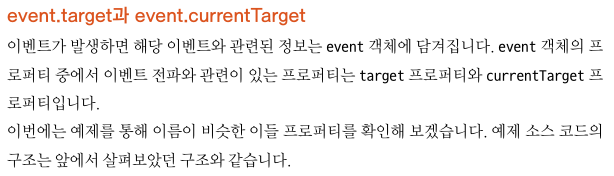 event.target과 event.currentTarget
이벤트가 발생하면 해당 이벤트와 관련된 정보는 event 객체에 담겨집니다. event 객체의 프
로퍼티 중에서 이벤트 전파와 관련이 있는 프로퍼티는 target 프로퍼티와 currentTarget 프
로퍼티입니다.
이번에는 예제를 통해 이름이 비슷한 이들 프로퍼티를 확인해 보겠습니다. 예제 소스 코드의
구조는 앞에서 살펴보았던 구조와 같습니다.